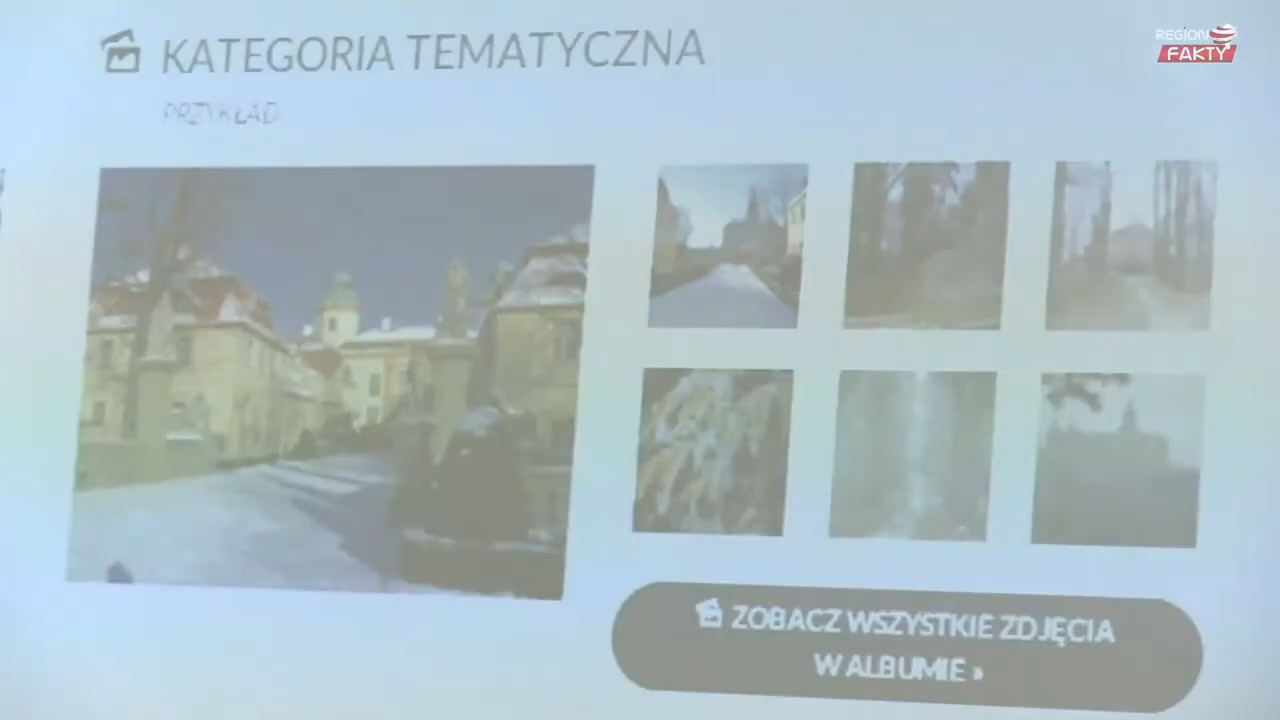 KATEGORIA TEMATYCZNA
PRZYKŁAD
REGION
FAKTY
ZOBACZ WSZYSTKIE ZDJĘCIA
W ALBUMIE »